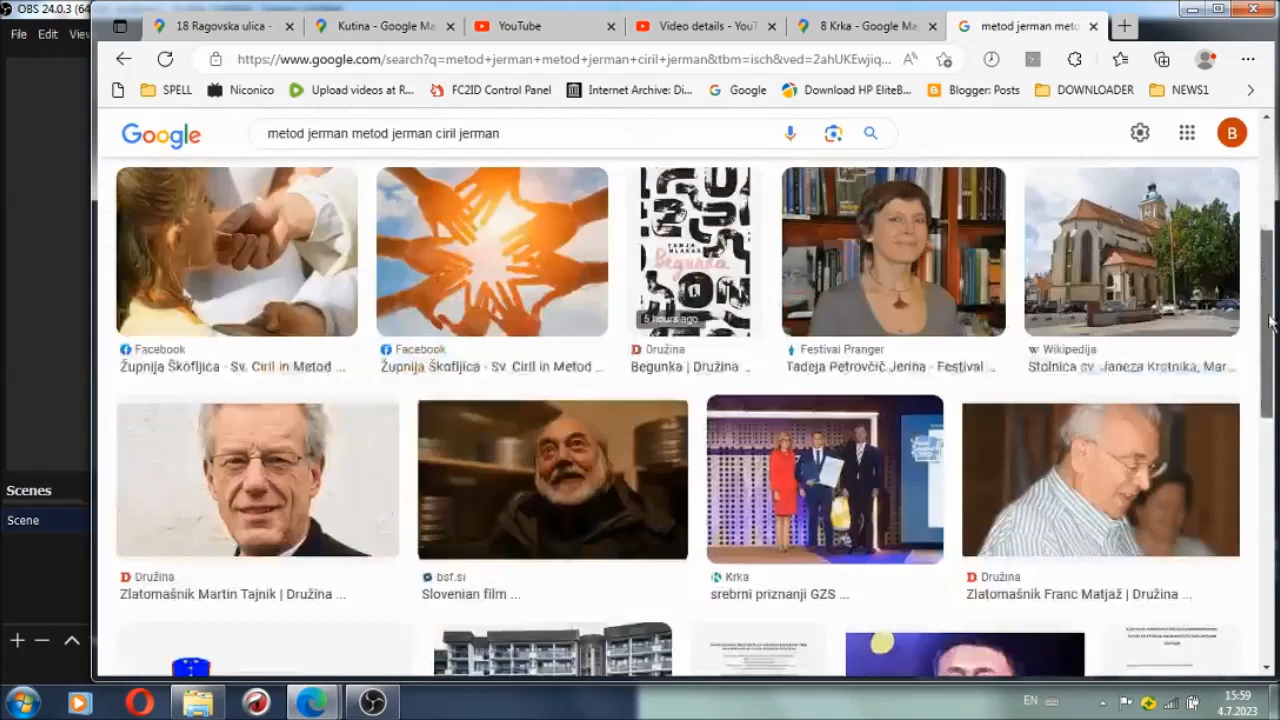 OBS 24.0.3 (64
18 Ragovska ulica -
Kutina - Google Ma
YouTube
Video details - YouT
8 Krka - Google Ma
metod jerman meto
File Edit Vie
https://www.google.com/search?q=metod+jerman+metod+jerman+ciril+jerman&tbm=isch&ved=2ahUKEwjiq...
SPELL
Niconico
Upload videos at R...
FC2ID Control Panel
Internet Archive: Di...
Google
Download HP EliteB...
Blogger: Posts
DOWNLOADER
NEWS1
Google
metod jerman metod jerman ciril jerman
B
5 hours ago
Facebook
Župnija Škofljica - Sv. Ciril in Metod ...
Facebook
Župnija Škofljica - Sv. Ciril in Metod ...
Družina
Begunka | Družina ...
Festival Pranger
Tadeja Petrovčič Jerina - Festival ...
Wikipedija
Stolnica sv. Janeza Krstnika, Mar...
Družina
Zlatomašnik Martin Tajnik | Družina ...
bsf.si
Slovenian film ...
Krka
srebrni priznanji GZS ...
Družina
Zlatomašnik Franc Matjaž | Družina ...
Scenes
Scene
EN
15:59
4.7.2023